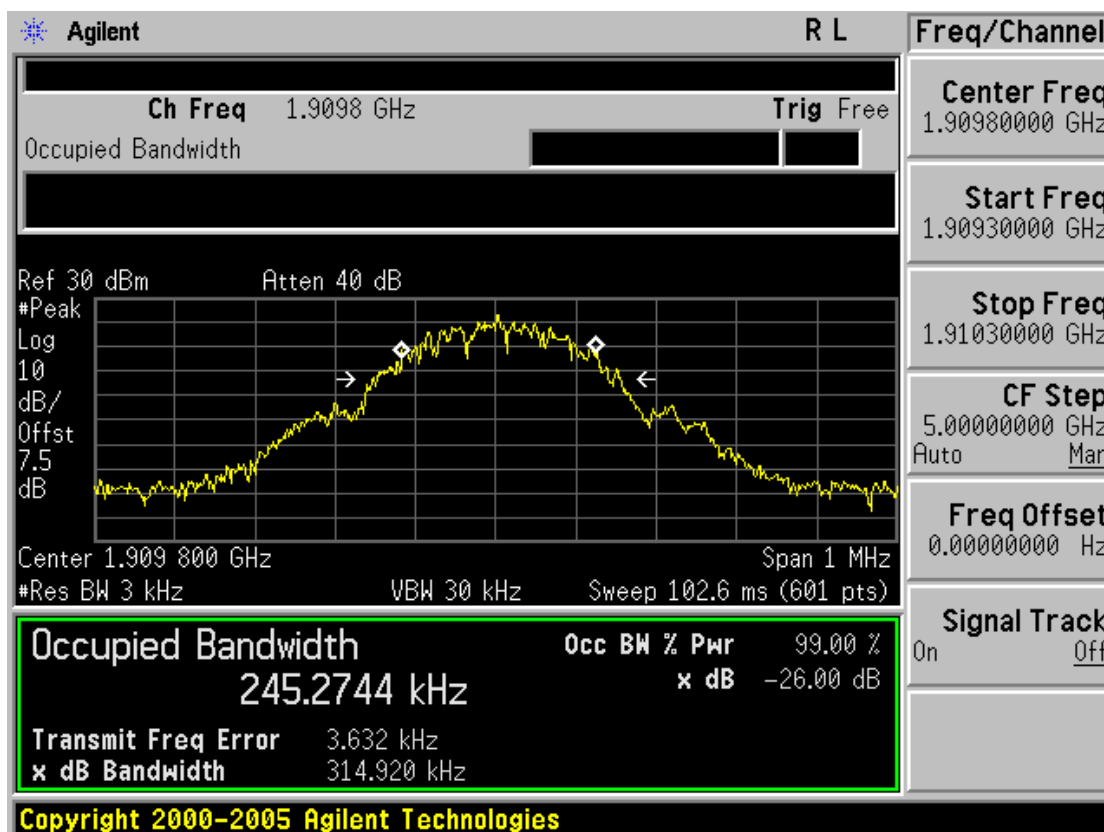 Agilent R L
Freq/Channel
Ch Freq 1.9098 GHz Trig Free
Occupied Bandwidth
Center Freq
1.90980000 GHz
Start Freq
1.90930000 GHz
Stop Freq
1.91030000 GHz
CF Step
5.00000000 GHz
Auto Man
Freq Offset
0.00000000 Hz
Signal Track
On Off
Ref 30 dBm Atten 40 dB
#Peak
Log
10
dB/
Offst
7.5
dB
Center 1.909 800 GHz Span 1 MHz
#Res BW 3 kHz VBW 30 kHz Sweep 102.6 ms (601 pts)
Occupied Bandwidth
245.2744 kHz
Occ BW % Pwr 99.00 %
x dB -26.00 dB
Transmit Freq Error 3.632 kHz
x dB Bandwidth 314.920 kHz
Copyright 2000-2005 Agilent Technologies